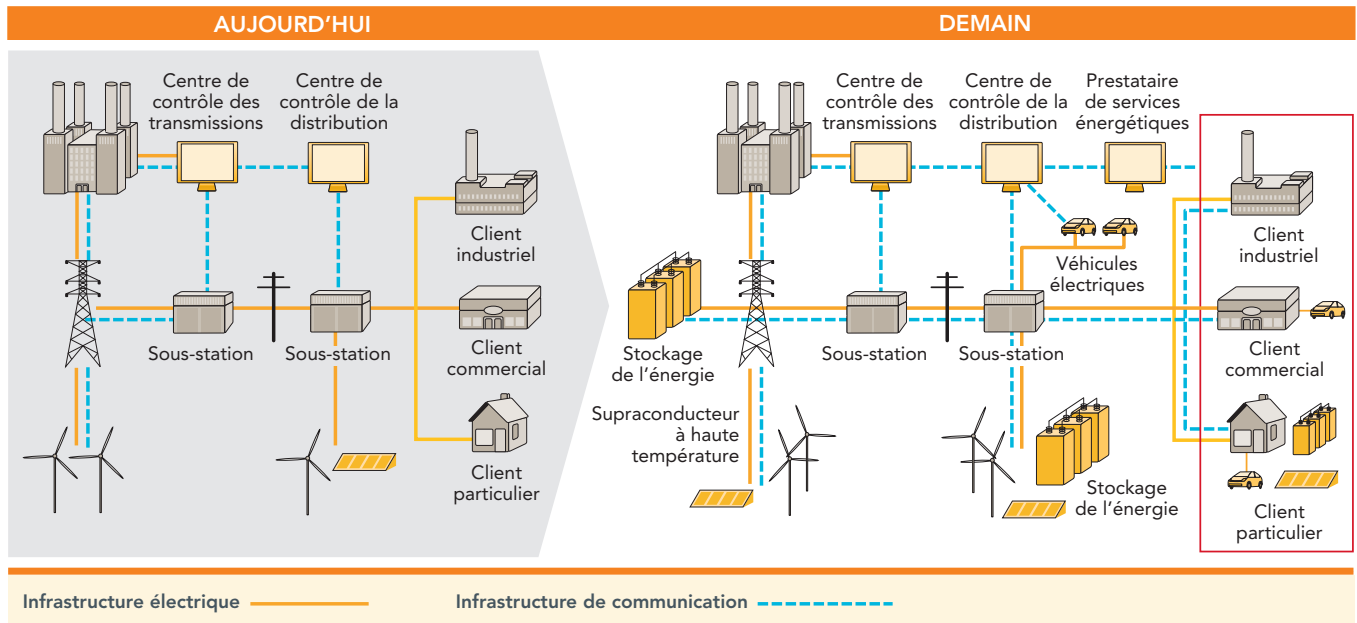 AUJOURD'HUI
Centre de
contrôle des
transmissions
Centre de
contrôle de la
distribution
Client
industriel
Sous-station
Sous-station
Client
commercial
Client
particulier
DEMAIN
Centre de
contrôle des
transmissions
Centre de
contrôle de la
distribution
Prestataire
de services
énergétiques
Client
industriel
Véhicules
électriques
Stockage
de l'énergie
Sous-station
Sous-station
Client
commercial
Supraconducteur
à haute
température
Stockage
de l'énergie
Client
particulier
Infrastructure électrique
Infrastructure de communication